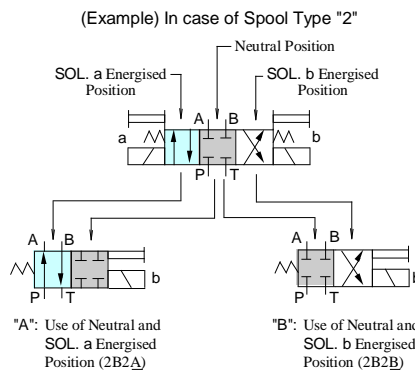 (Example) In case of Spool Type "2"
Neutral Position
SOL. a Energised
Position
SOL. b Energised
Position
A B
a
b
P T
A B
b
P T
A B
b
P T
"A": Use of Neutral and
SOL. a Energised
Position (2B2A)
"B": Use of Neutral and
SOL. b Energised
Position (2B2B)